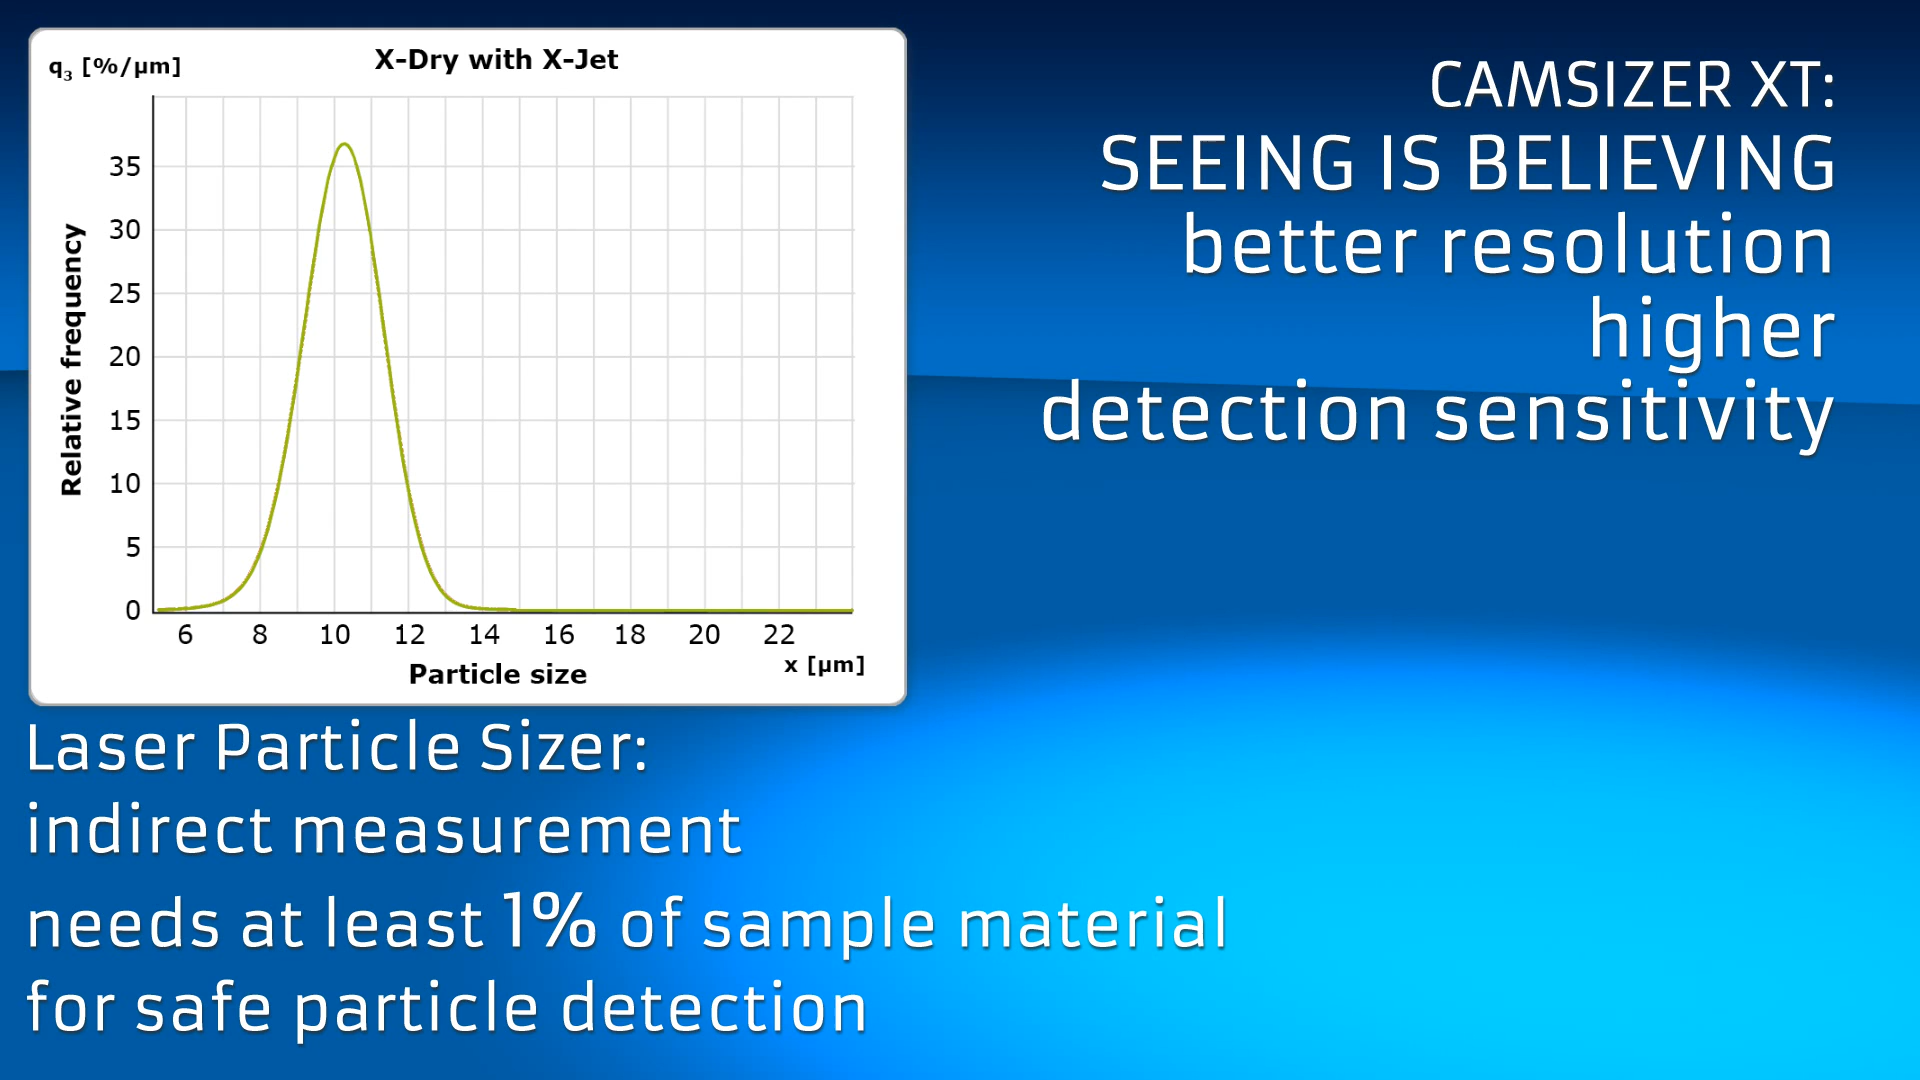 q3 [%/µm]
X-Dry with X-Jet
35
30
25
20
15
10
5
0
Relative frequency
6 8 10 12 14 16 18 20 22
x [µm]
Particle size
CAMSIZER XT:
SEEING IS BELIEVING
better resolution
higher
detection sensitivity
Laser Particle Sizer:
indirect measurement
needs at least 1% of sample material
for safe particle detection